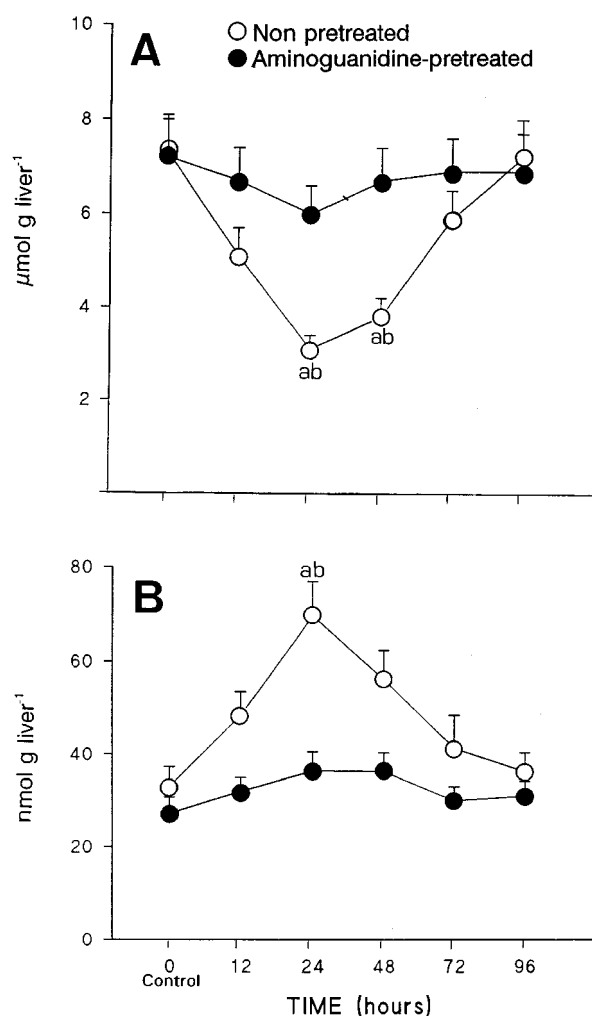 A
Non pretreated
Aminoguanidine-pretreated
10
8
6
4
2
μmol g liver⁻¹
ab
ab
B
80
60
40
20
0
nmol g liver⁻¹
ab
0 12 24 48 72 96
Control
TIME (hours)